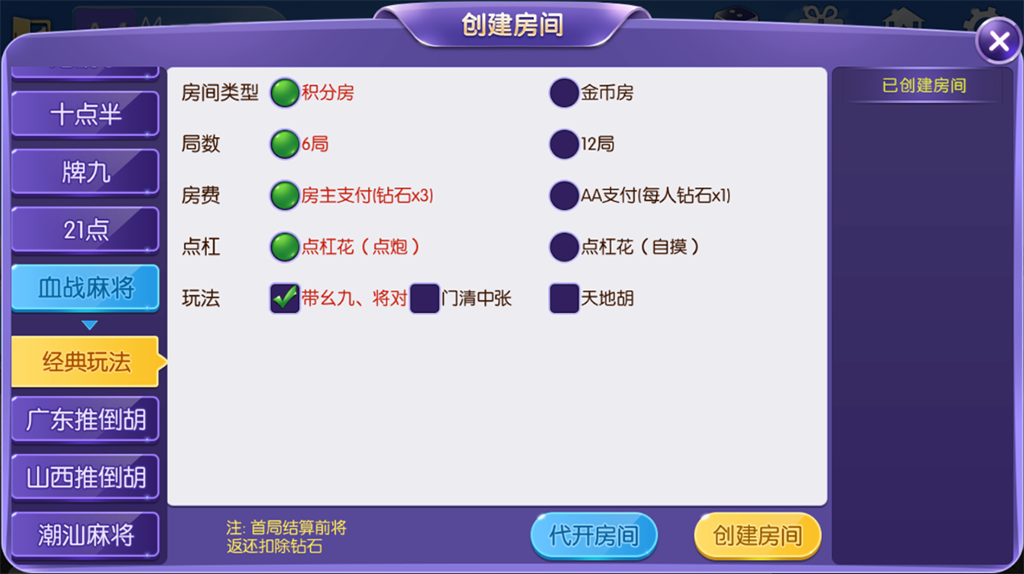 创建房间
十点半
牌九
21点
血战麻将
经典玩法
广东推倒胡
山西推倒胡
潮汕麻将
房间类型 积分房 金币房
局数 6局 12局
房费 房主支付(钻石x3) AA支付(每人钻石x1)
点杠 点杠花（点炮） 点杠花（自摸）
玩法 带幺九、将对 门清中张 天地胡
注: 首局结算前将
返还扣除钻石
代开房间
创建房间
已创建房间